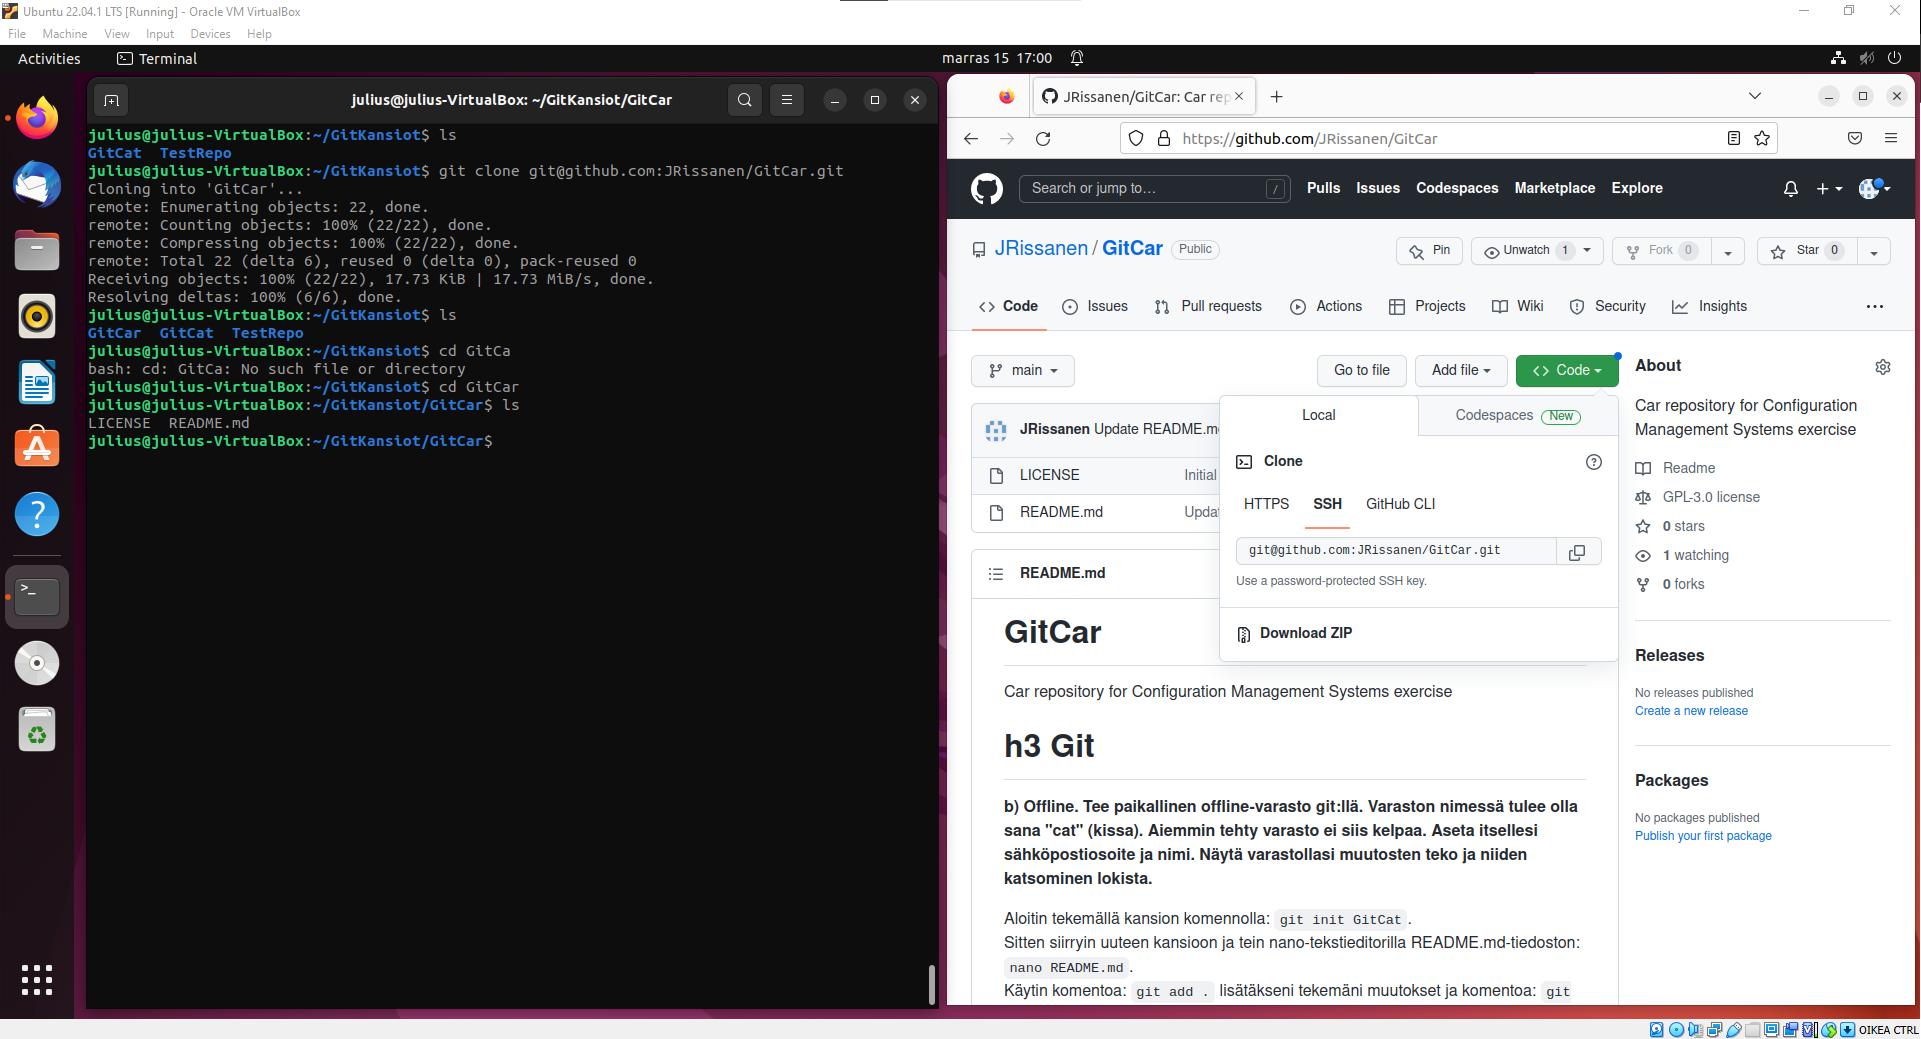 Ubuntu 22.04.1 LTS [Running] - Oracle VM VirtualBox
File Machine View Input Devices Help
Activities Terminal marras 15 17:00
julius@julius-VirtualBox: ~/GitKansiot/GitCar
julius@julius-VirtualBox:~/GitKansiot$ ls
GitCat TestRepo
julius@julius-VirtualBox:~/GitKansiot$ git clone git@github.com:JRissanen/GitCar.git
Cloning into 'GitCar'...
remote: Enumerating objects: 22, done.
remote: Counting objects: 100% (22/22), done.
remote: Compressing objects: 100% (22/22), done.
remote: Total 22 (delta 6), reused 0 (delta 0), pack-reused 0
Receiving objects: 100% (22/22), 17.73 KiB | 17.73 MiB/s, done.
Resolving deltas: 100% (6/6), done.
julius@julius-VirtualBox:~/GitKansiot$ ls
GitCar GitCat TestRepo
julius@julius-VirtualBox:~/GitKansiot$ cd GitCa
bash: cd: GitCa: No such file or directory
julius@julius-VirtualBox:~/GitKansiot$ cd GitCar
julius@julius-VirtualBox:~/GitKansiot/GitCar$ ls
LICENSE README.md
julius@julius-VirtualBox:~/GitKansiot/GitCar$
JRissanen/GitCar: Car rep
https://github.com/JRissanen/GitCar
Search or jump to… / Pulls Issues Codespaces Marketplace Explore
JRissanen / GitCar Public Pin Unwatch 1 Fork 0 Star 0
Code Issues Pull requests Actions Projects Wiki Security Insights
main Go to file Add file Code
JRissanen Update README.m
LICENSE Initial
README.md Updat
Local Codespaces New
Clone
HTTPS SSH GitHub CLI
git@github.com:JRissanen/GitCar.git
Use a password-protected SSH key.
Download ZIP
README.md
GitCar
Car repository for Configuration Management Systems exercise
h3 Git
b) Offline. Tee paikallinen offline-varasto git:llä. Varaston nimessä tulee olla
sana "cat" (kissa). Aiemmin tehty varasto ei siis kelpaa. Aseta itsellesi
sähköpostiosoite ja nimi. Näytä varastollasi muutosten teko ja niiden
katsominen lokista.
Aloitin tekemällä kansion komennolla: git init GitCat .
Sitten siirryin uuteen kansioon ja tein nano-tekstieditorilla README.md-tiedoston:
nano README.md .
Käytin komentoa: git add . lisätäkseni tekemäni muutokset ja komentoa: git
About
Car repository for Configuration
Management Systems exercise
Readme
GPL-3.0 license
0 stars
1 watching
0 forks
Releases
No releases published
Create a new release
Packages
No packages published
Publish your first package
OIKEA CTRL